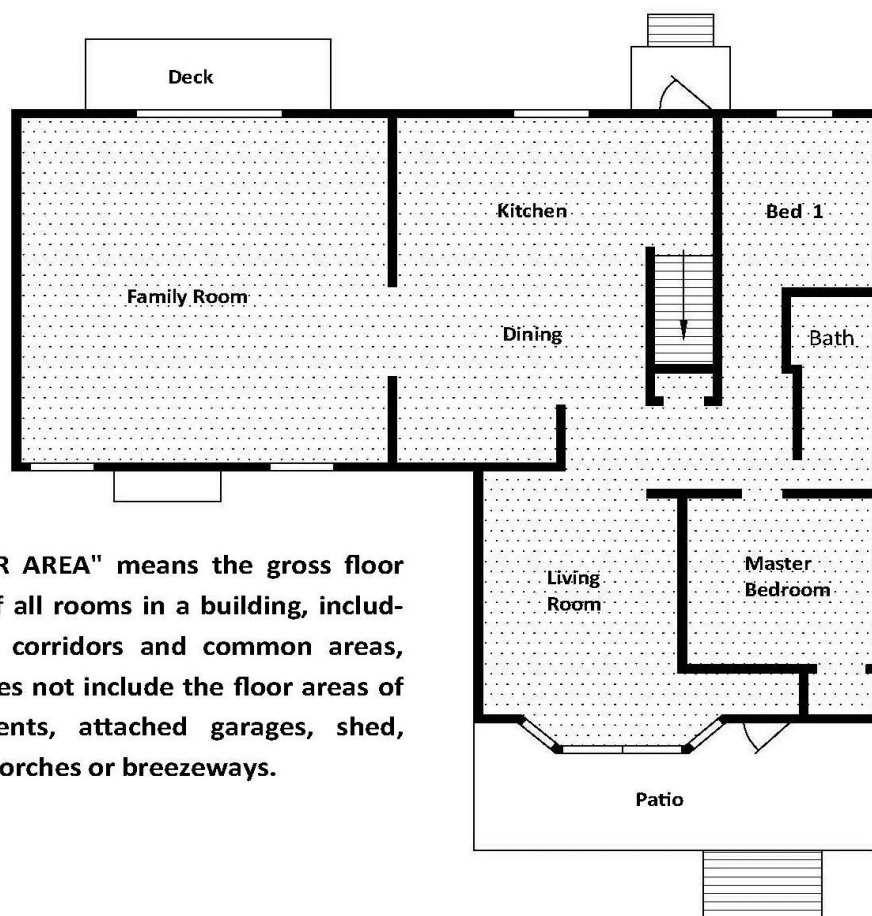 Deck
Kitchen
Bed 1
Family Room
Dining
Bath
R AREA" means the gross floor
f all rooms in a building, includ-
corridors and common areas,
es not include the floor areas of
ents, attached garages, shed,
orches or breezeways.
Living
Room
Master
Bedroom
Patio